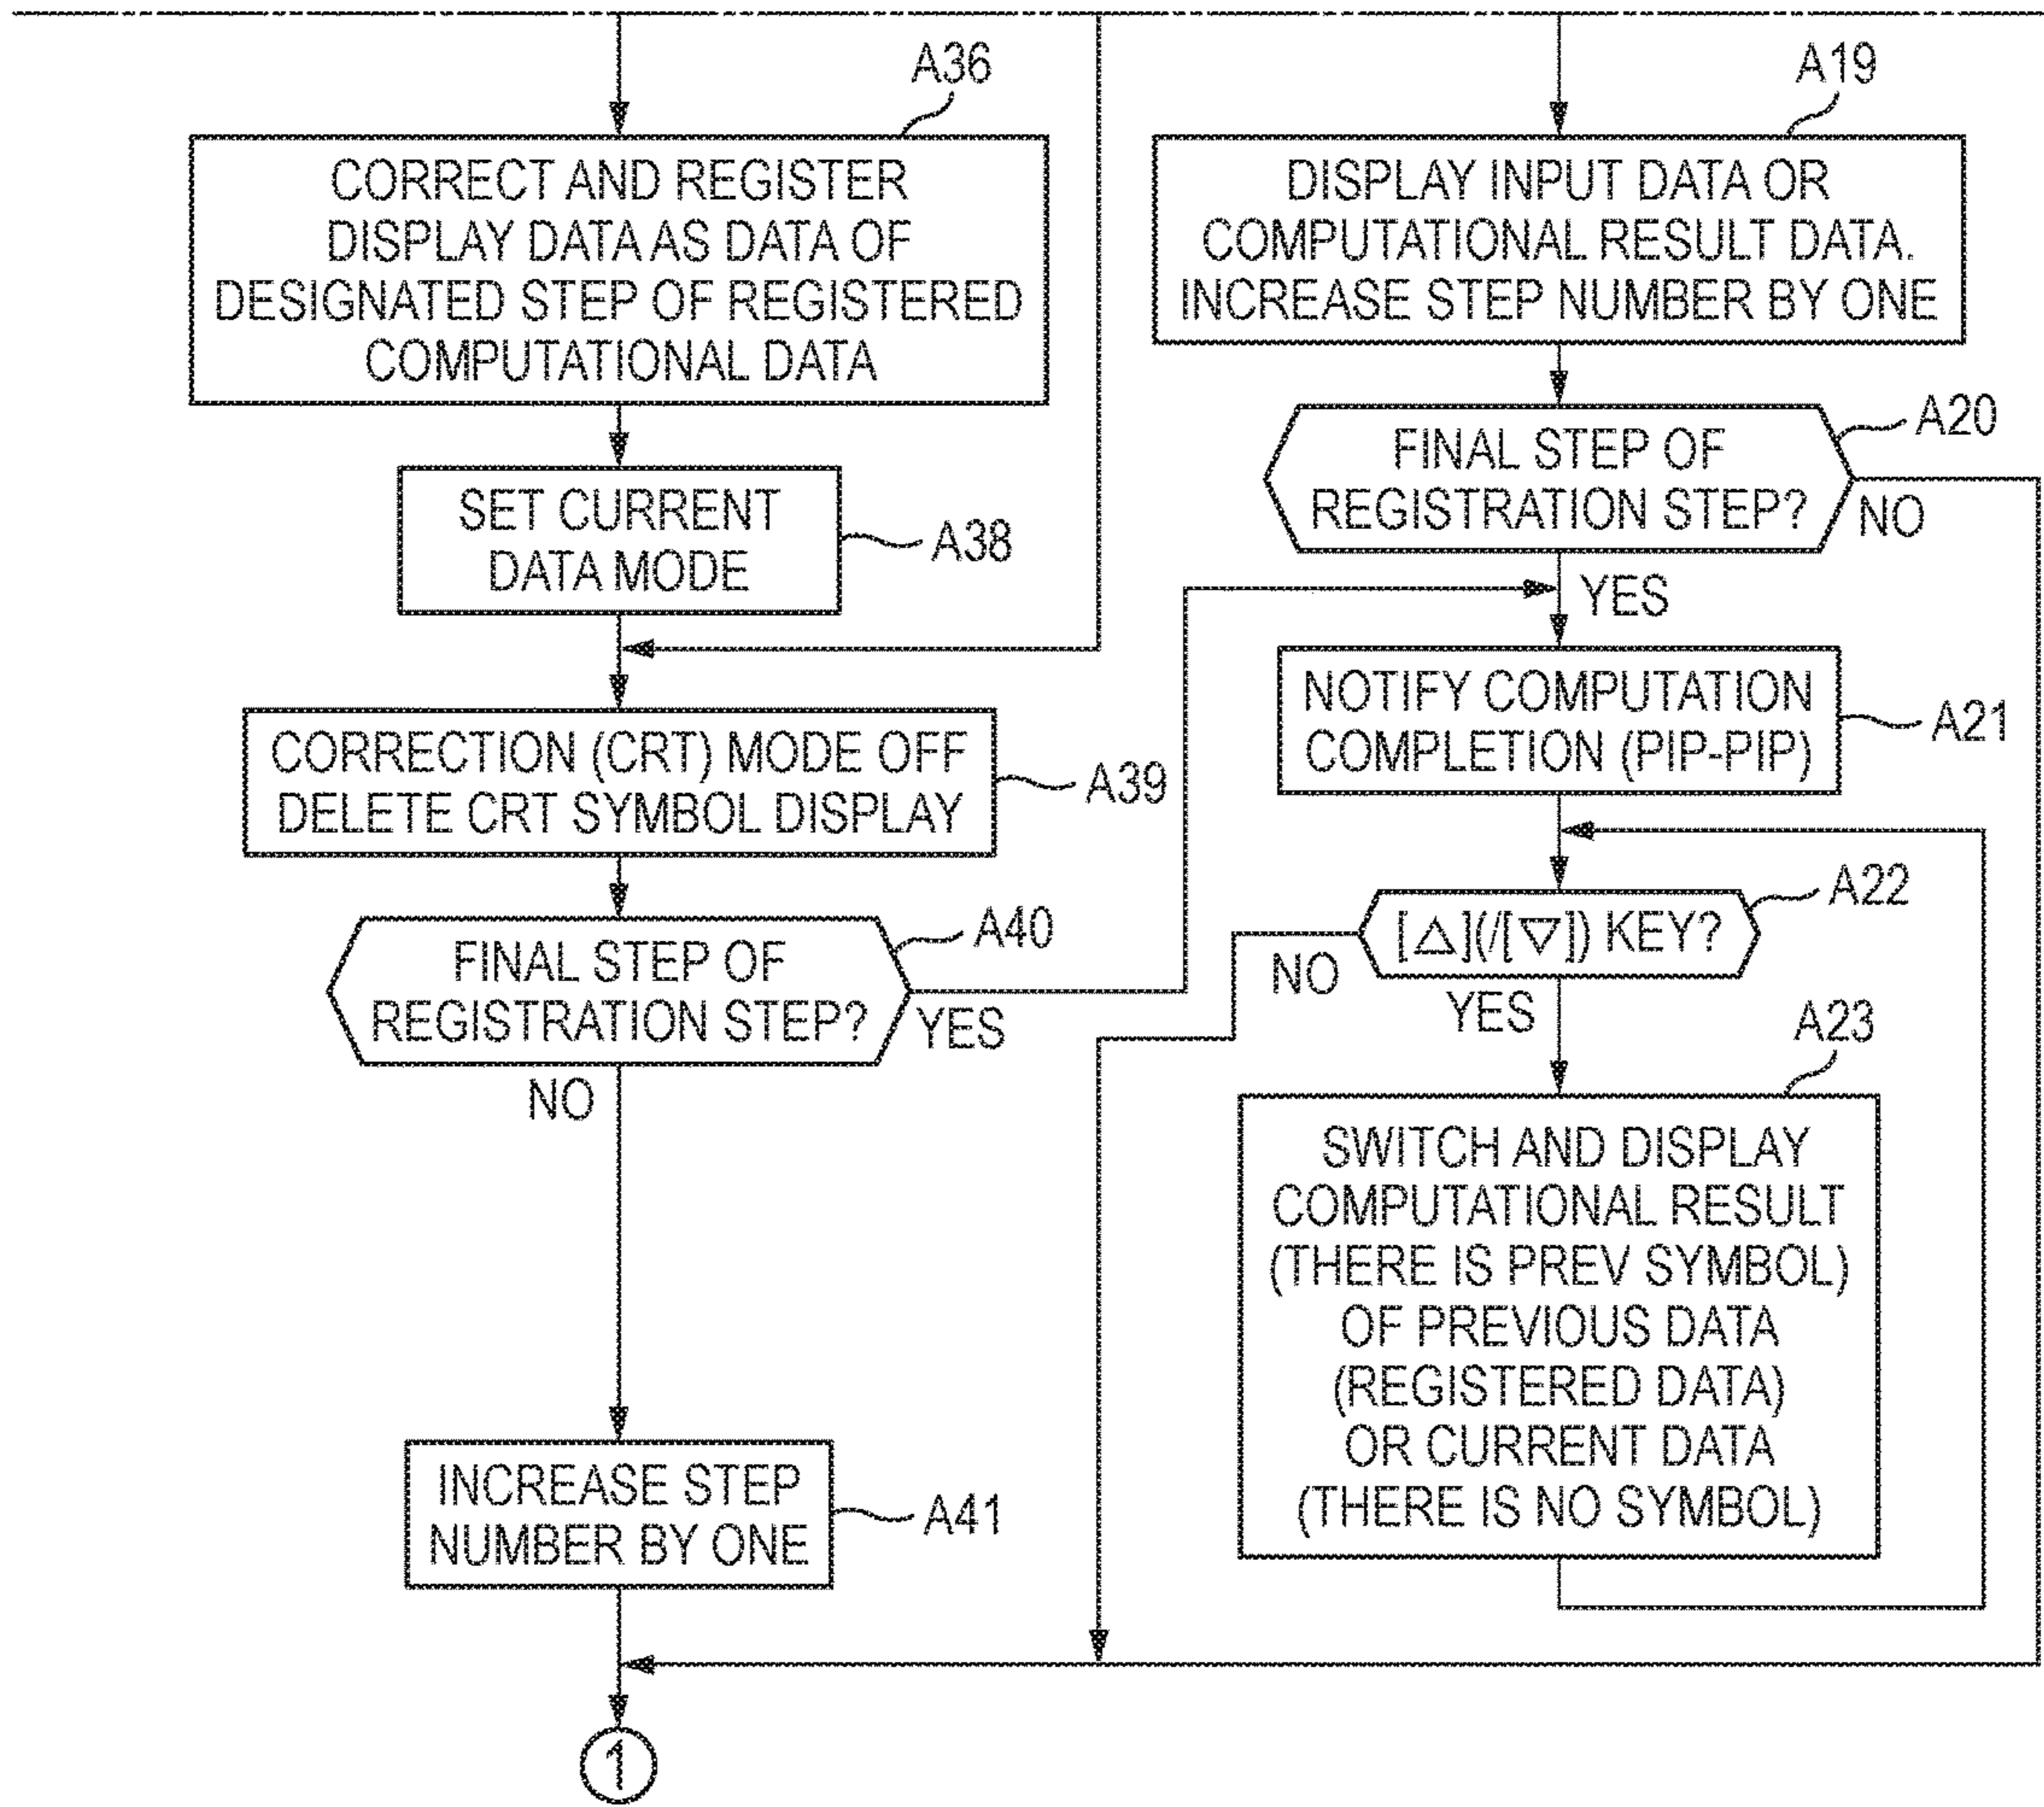 A36
CORRECT AND REGISTER
DISPLAY DATA AS DATA OF
DESIGNATED STEP OF REGISTERED
COMPUTATIONAL DATA
SET CURRENT
DATA MODE
A38
CORRECTION (CRT) MODE OFF
DELETE CRT SYMBOL DISPLAY
A39
FINAL STEP OF
REGISTRATION STEP?
A40
YES
NO
INCREASE STEP
NUMBER BY ONE
A41
1
A19
DISPLAY INPUT DATA OR
COMPUTATIONAL RESULT DATA.
INCREASE STEP NUMBER BY ONE
A20
FINAL STEP OF
REGISTRATION STEP?
NO
YES
NOTIFY COMPUTATION
COMPLETION (PIP-PIP)
A21
A22
[△](/[▽]) KEY?
NO
YES
A23
SWITCH AND DISPLAY
COMPUTATIONAL RESULT
(THERE IS PREV SYMBOL)
OF PREVIOUS DATA
(REGISTERED DATA)
OR CURRENT DATA
(THERE IS NO SYMBOL)